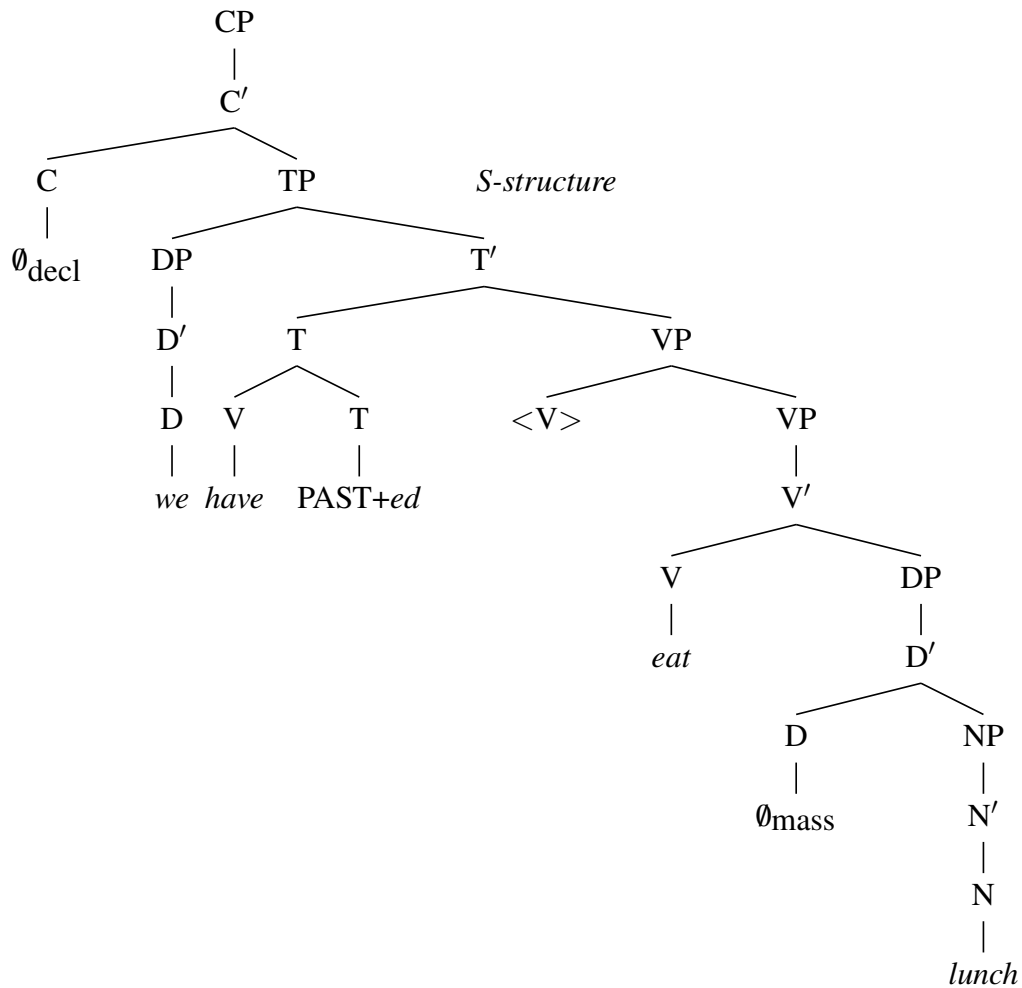 CP
C′
C TP S-structure
∅decl DP T′
D′ T VP
D V T <V> VP
we have PAST+ed V′
V DP
eat D′
D NP
∅mass N′
N
lunch